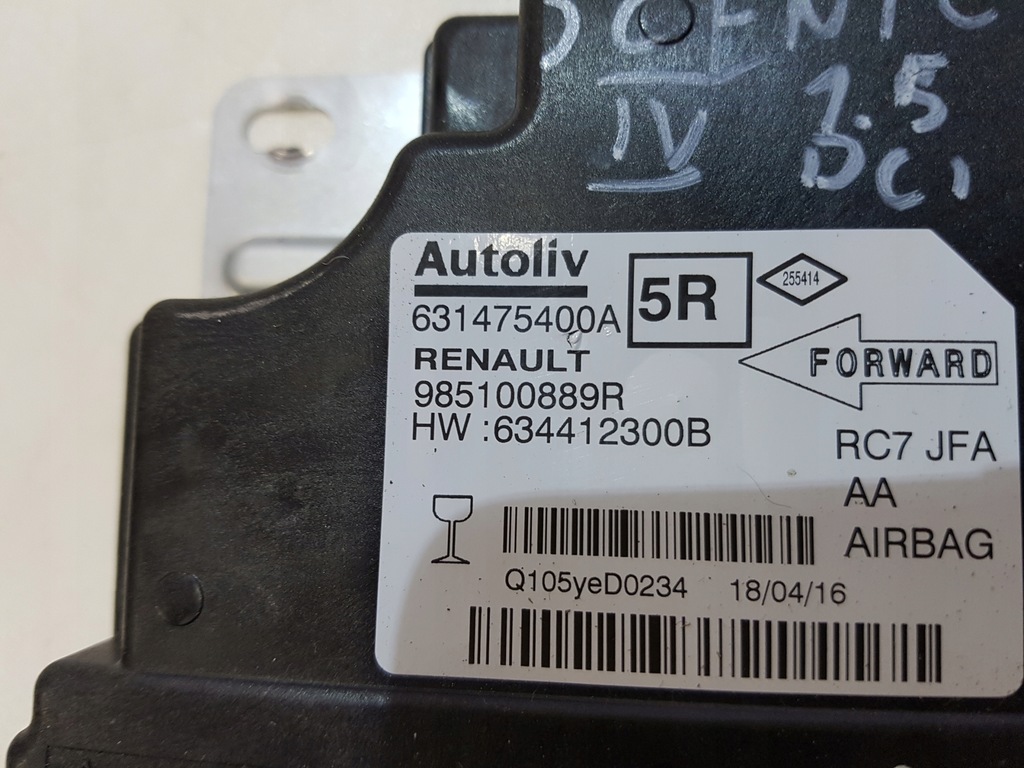 SCENIC
IV 1.5
DCI
Autoliv
5R
255414
631475400A
RENAULT
FORWARD
985100889R
HW :634412300B
RC7 JFA
AA
AIRBAG
Q105yeD0234 18/04/16